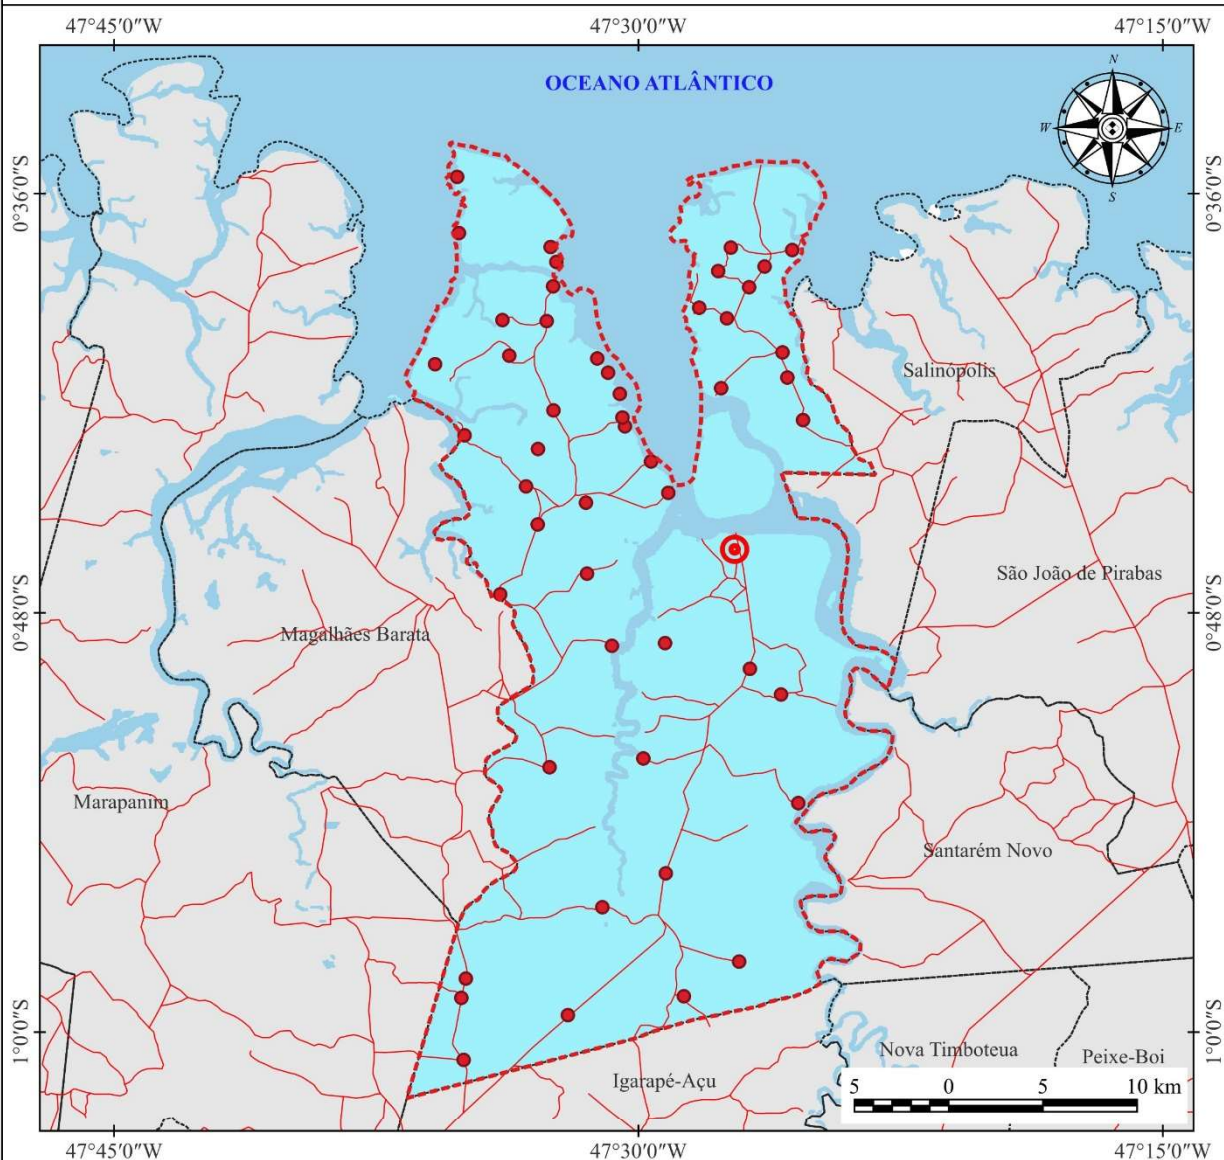 47°45'0"W 47°30'0"W 47°15'0"W
OCEANO ATLÂNTICO
N
W E
S
0°36'0"S 0°36'0"S
Salinópolis
São João de Pirabas
0°48'0"S 0°48'0"S
Magalhães Barata
Marapanim
Santarém Novo
1°0'0"S 1°0'0"S
Nova Timboteua
Peixe-Boi
Igarapé-Açu
5 0 5 10 km
47°45'0"W 47°30'0"W 47°15'0"W